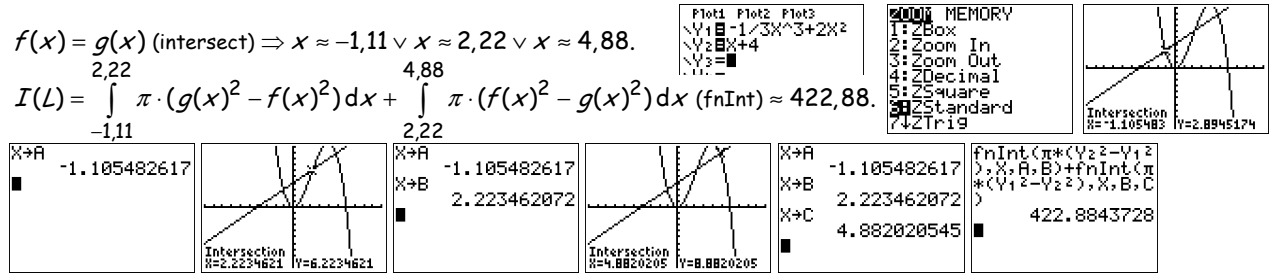 f(x) = g(x) (intersect) ⇒ x ≈ −1,11 ∨ x ≈ 2,22 ∨ x ≈ 4,88.
I(L) = ∫_{−1,11}^{2,22} π · (g(x)² − f(x)²) dx + ∫_{2,22}^{4,88} π · (f(x)² − g(x)²) dx (fnInt) ≈ 422,88.
Plot1 Plot2 Plot3
\Y₁=-1/3X^3+2X²
\Y₂=X+4
\Y₃=
ZOOM MEMORY
1:ZBox
2:Zoom In
3:Zoom Out
4:ZDecimal
5:ZSquare
6:ZStandard
7↓ZTrig
Intersection
X=-1.105483 Y=2.8945174
X→A
-1.105482617
Intersection
X=2.2234621 Y=6.2234621
X→A
-1.105482617
X→B
2.223462072
Intersection
X=4.8820205 Y=8.8820205
X→A
-1.105482617
X→B
2.223462072
X→C
4.882020545
fnInt(π*(Y₂²-Y₁²
),X,A,B)+fnInt(π
*(Y₁²-Y₂²),X,B,C
)
422.8843728